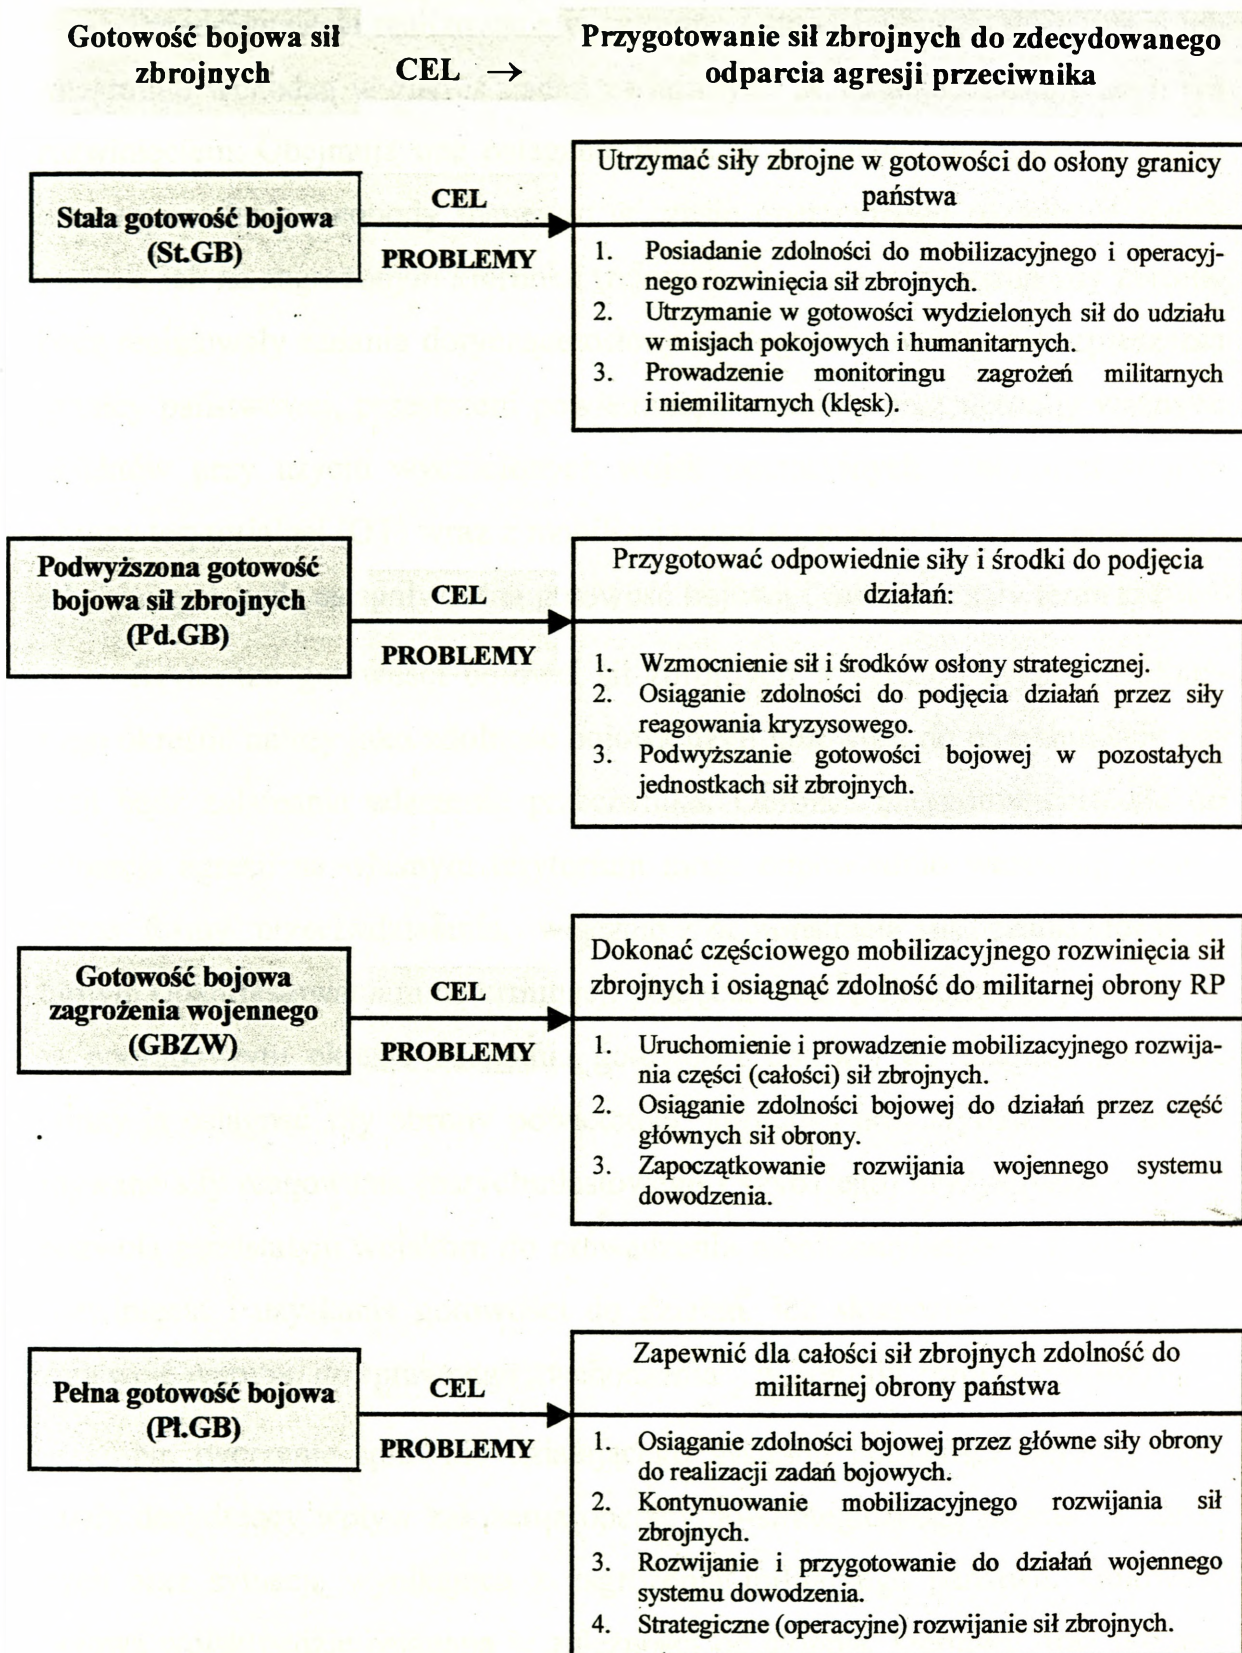 Gotowość bojowa sił
zbrojnych
CEL →
Przygotowanie sił zbrojnych do zdecydowanego
odparcia agresji przeciwnika
Stała gotowość bojowa
(St.GB)
CEL
PROBLEMY
Utrzymać siły zbrojne w gotowości do osłony granicy
państwa
1. Posiadanie zdolności do mobilizacyjnego i operacyj-
nego rozwinięcia sił zbrojnych.
2. Utrzymanie w gotowości wydzielonych sił do udziału
w misjach pokojowych i humanitarnych.
3. Prowadzenie monitoringu zagrożeń militarnych
i niemilitarnych (klęsk).
Podwyższona gotowość
bojowa sił zbrojnych
(Pd.GB)
CEL
PROBLEMY
Przygotować odpowiednie siły i środki do podjęcia
działań:
1. Wzmocnienie sił i środków osłony strategicznej.
2. Osiąganie zdolności do podjęcia działań przez siły
reagowania kryzysowego.
3. Podwyższanie gotowości bojowej w pozostałych
jednostkach sił zbrojnych.
Gotowość bojowa
zagrożenia wojennego
(GBZW)
CEL
PROBLEMY
Dokonać częściowego mobilizacyjnego rozwinięcia sił
zbrojnych i osiągnąć zdolność do militarnej obrony RP
1. Uruchomienie i prowadzenie mobilizacyjnego rozwija-
nia części (całości) sił zbrojnych.
2. Osiąganie zdolności bojowej do działań przez część
głównych sił obrony.
3. Zapoczątkowanie rozwijania wojennego systemu
dowodzenia.
Pełna gotowość bojowa
(Pł.GB)
CEL
PROBLEMY
Zapewnić dla całości sił zbrojnych zdolność do
militarnej obrony państwa
1. Osiąganie zdolności bojowej przez główne siły obrony
do realizacji zadań bojowych.
2. Kontynuowanie mobilizacyjnego rozwijania sił
zbrojnych.
3. Rozwijanie i przygotowanie do działań wojennego
systemu dowodzenia.
4. Strategiczne (operacyjne) rozwijanie sił zbrojnych.